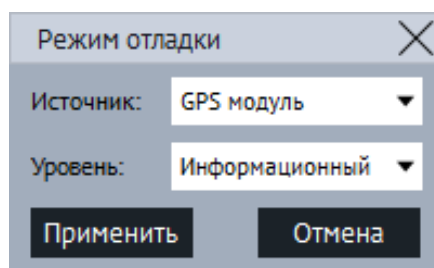 Режим отладки
Источник: GPS модуль
Уровень: Информационный
Применить Отмена